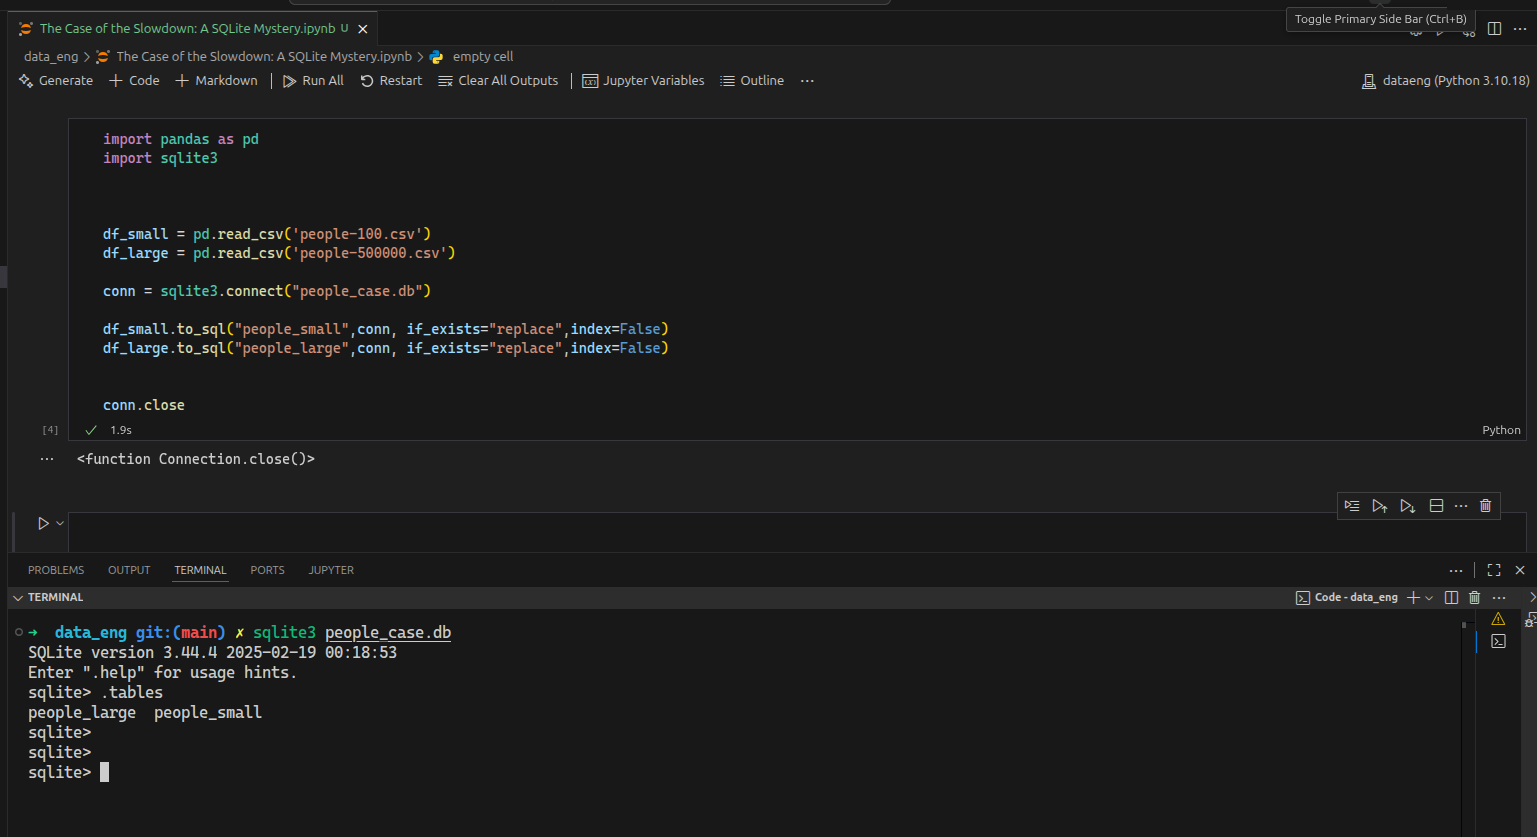 The Case of the Slowdown: A SQLite Mystery.ipynb U
Toggle Primary Side Bar (Ctrl+B)
data_eng > The Case of the Slowdown: A SQLite Mystery.ipynb > empty cell
Generate + Code + Markdown | Run All Restart Clear All Outputs | Jupyter Variables Outline ... dataeng (Python 3.10.18)
import pandas as pd
import sqlite3
df_small = pd.read_csv('people-100.csv')
df_large = pd.read_csv('people-500000.csv')
conn = sqlite3.connect("people_case.db")
df_small.to_sql("people_small",conn, if_exists="replace",index=False)
df_large.to_sql("people_large",conn, if_exists="replace",index=False)
conn.close
[4] ✓ 1.9s Python
... <function Connection.close()>
PROBLEMS OUTPUT TERMINAL PORTS JUPYTER
TERMINAL Code - data_eng
➜ data_eng git:(main) ✗ sqlite3 people_case.db
SQLite version 3.44.4 2025-02-19 00:18:53
Enter ".help" for usage hints.
sqlite> .tables
people_large people_small
sqlite>
sqlite>
sqlite>